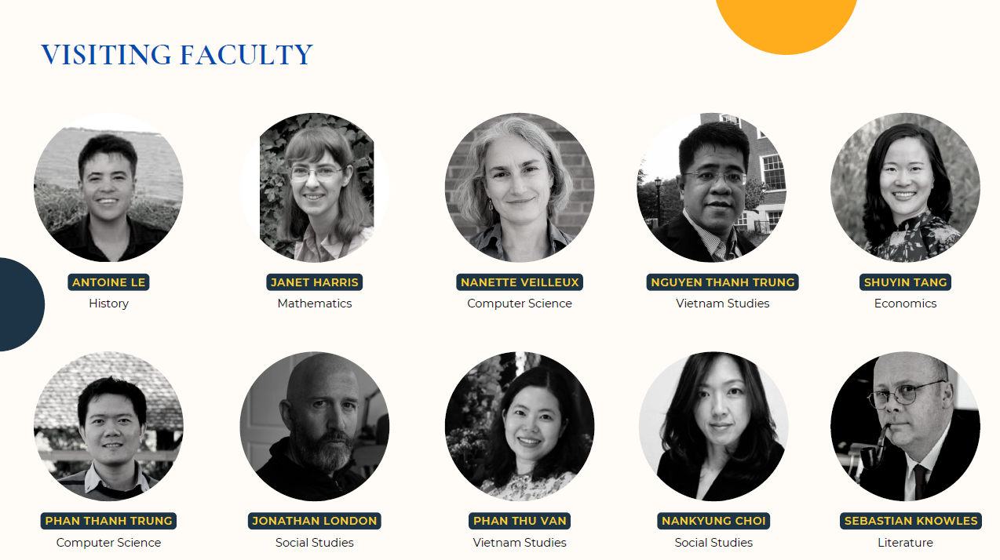 VISITING FACULTY
ANTOINE LE
History
JANET HARRIS
Mathematics
NANETTE VEILLEUX
Computer Science
NGUYEN THANH TRUNG
Vietnam Studies
SHUYIN TANG
Economics
PHAN THANH TRUNG
Computer Science
JONATHAN LONDON
Social Studies
PHAN THU VAN
Vietnam Studies
NANKYUNG CHOI
Social Studies
SEBASTIAN KNOWLES
Literature